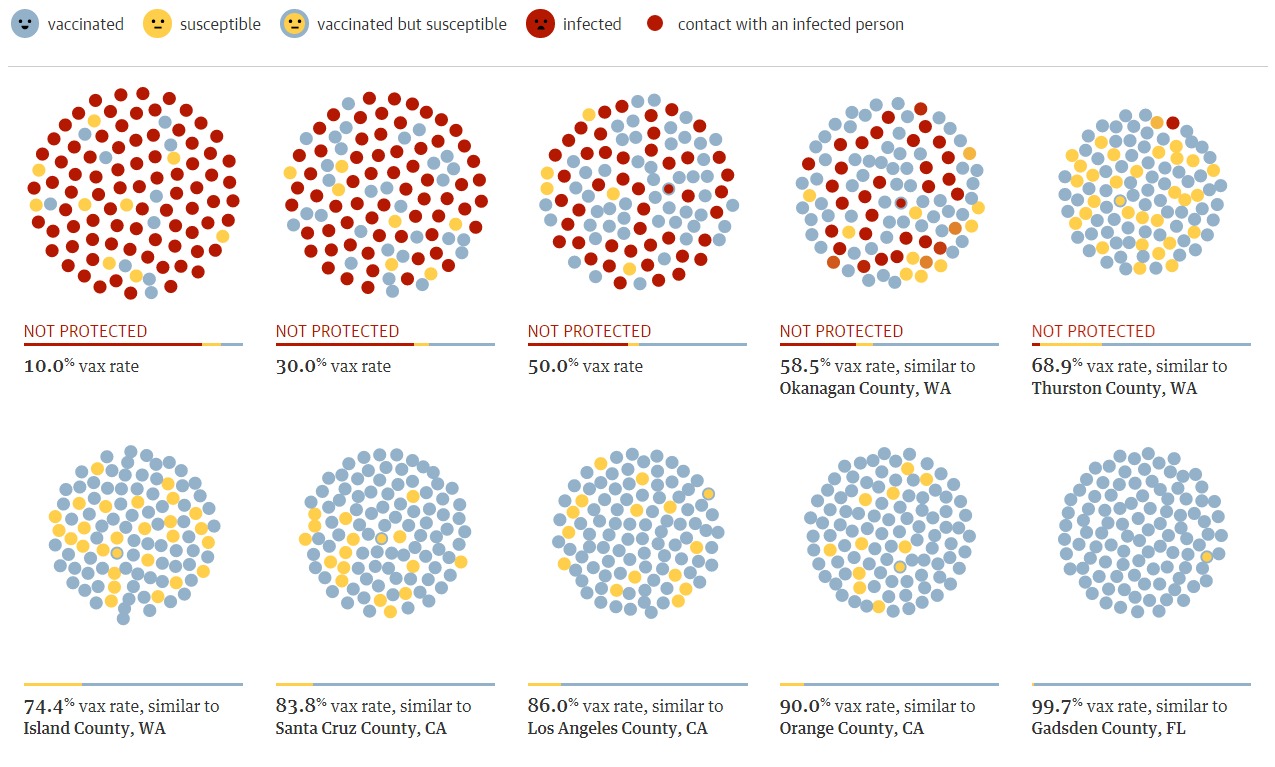 vaccinated susceptible vaccinated but susceptible infected contact with an infected person
NOT PROTECTED
10.0% vax rate
NOT PROTECTED
30.0% vax rate
NOT PROTECTED
50.0% vax rate
NOT PROTECTED
58.5% vax rate, similar to
Okanagan County, WA
NOT PROTECTED
68.9% vax rate, similar to
Thurston County, WA
74.4% vax rate, similar to
Island County, WA
83.8% vax rate, similar to
Santa Cruz County, CA
86.0% vax rate, similar to
Los Angeles County, CA
90.0% vax rate, similar to
Orange County, CA
99.7% vax rate, similar to
Gadsden County, FL